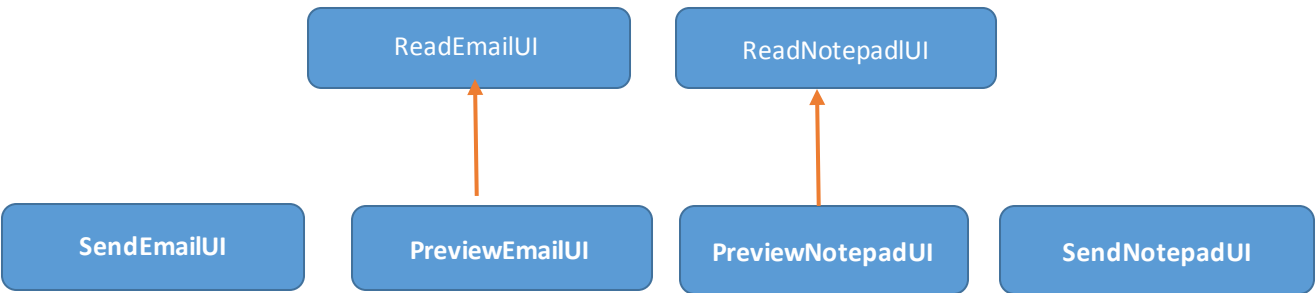 ReadEmailUI
ReadNotepadlUI
SendEmailUI
PreviewEmailUI
PreviewNotepadUI
SendNotepadUI